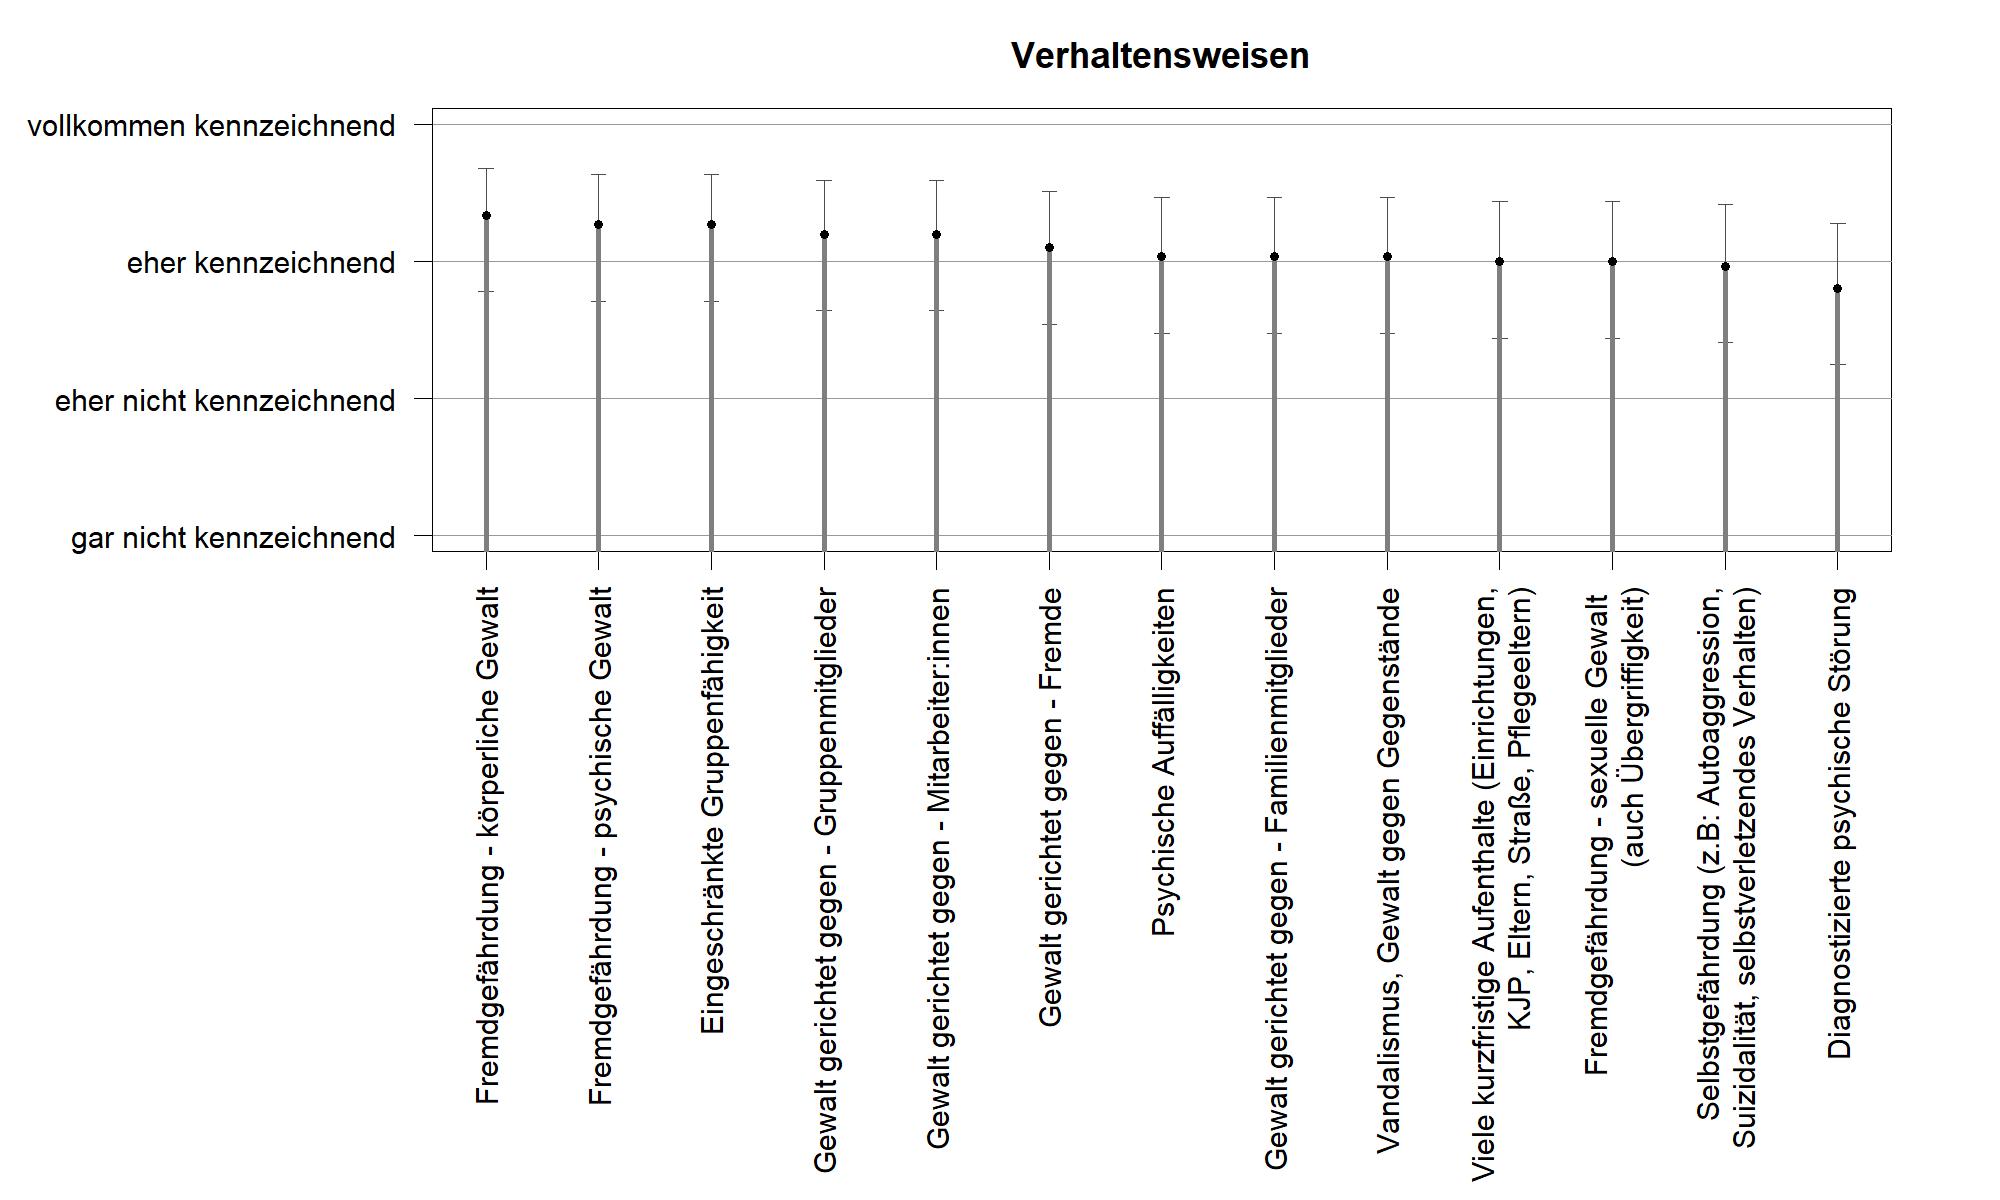 Verhaltensweisen
vollkommen kennzeichnend
eher kennzeichnend
eher nicht kennzeichnend
gar nicht kennzeichnend
Fremdgefährdung - körperliche Gewalt
Fremdgefährdung - psychische Gewalt
Eingeschränkte Gruppenfähigkeit
Gewalt gerichtet gegen - Gruppenmitglieder
Gewalt gerichtet gegen - Mitarbeiter:innen
Gewalt gerichtet gegen - Fremde
Psychische Auffälligkeiten
Gewalt gerichtet gegen - Familienmitglieder
Vandalismus, Gewalt gegen Gegenstände
Viele kurzfristige Aufenthalte (Einrichtungen,
KJP, Eltern, Straße, Pflegeeltern)
Fremdgefährdung - sexuelle Gewalt
(auch Übergriffigkeit)
Selbstgefährdung (z.B: Autoaggression,
Suizidalität, selbstverletzendes Verhalten)
Diagnostizierte psychische Störung